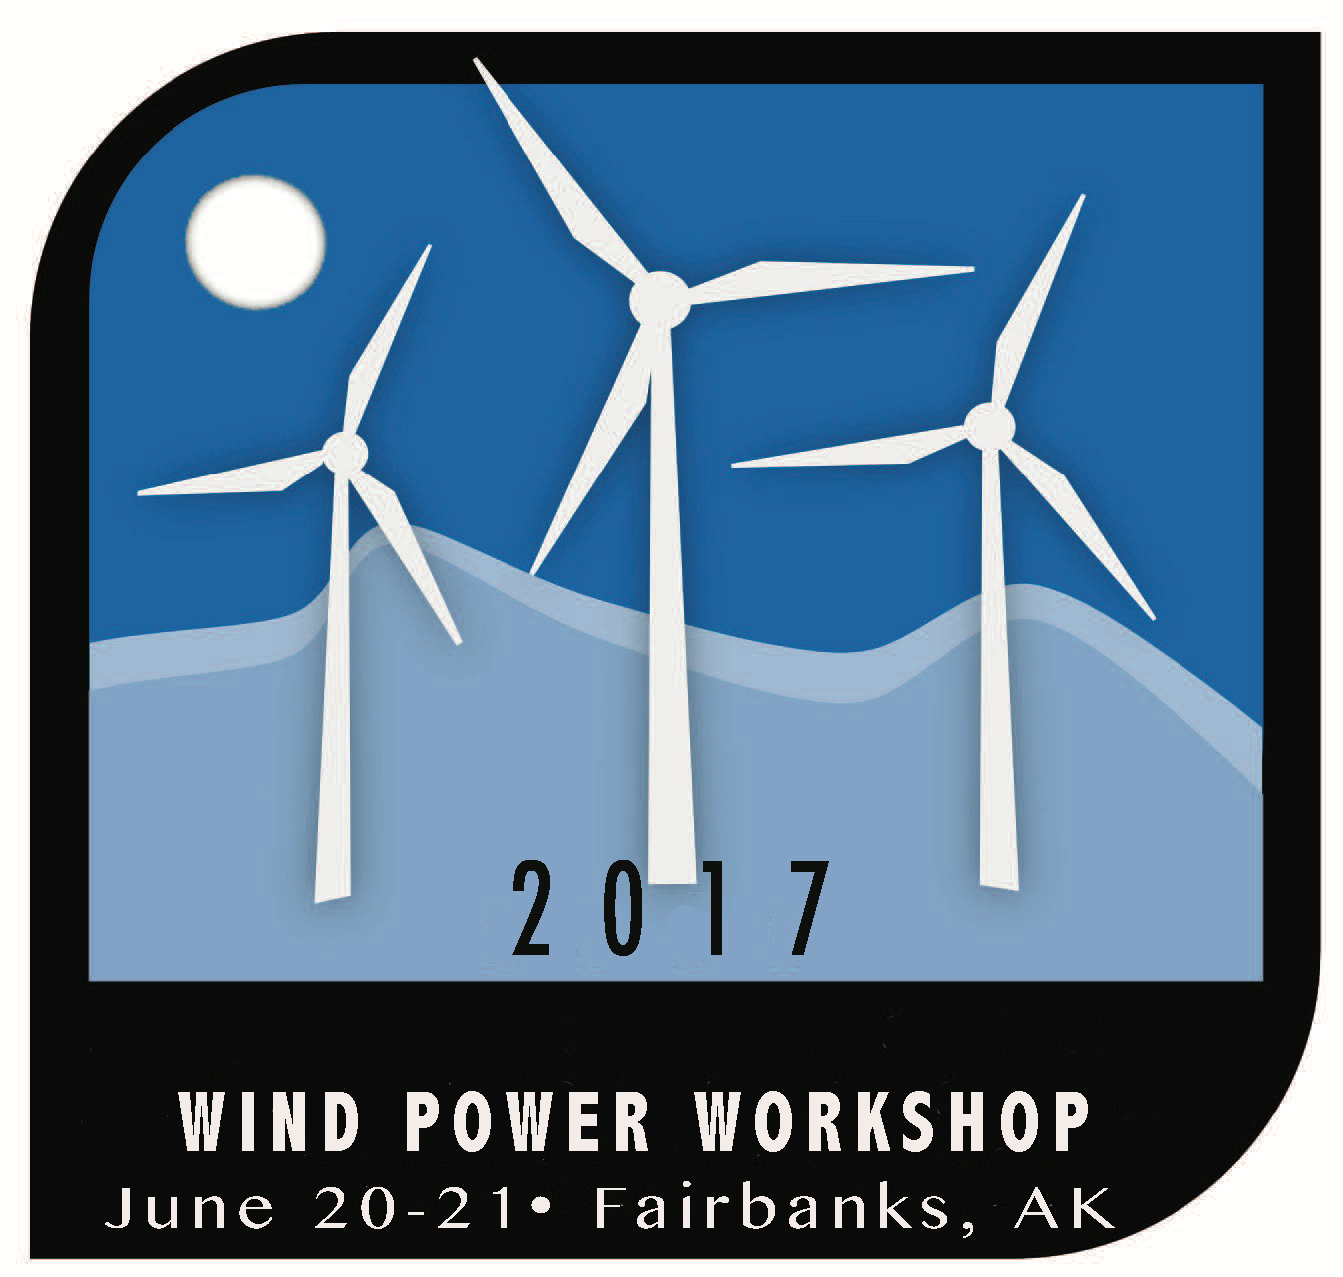 2017
WIND POWER WORKSHOP
June 20-21• Fairbanks, AK